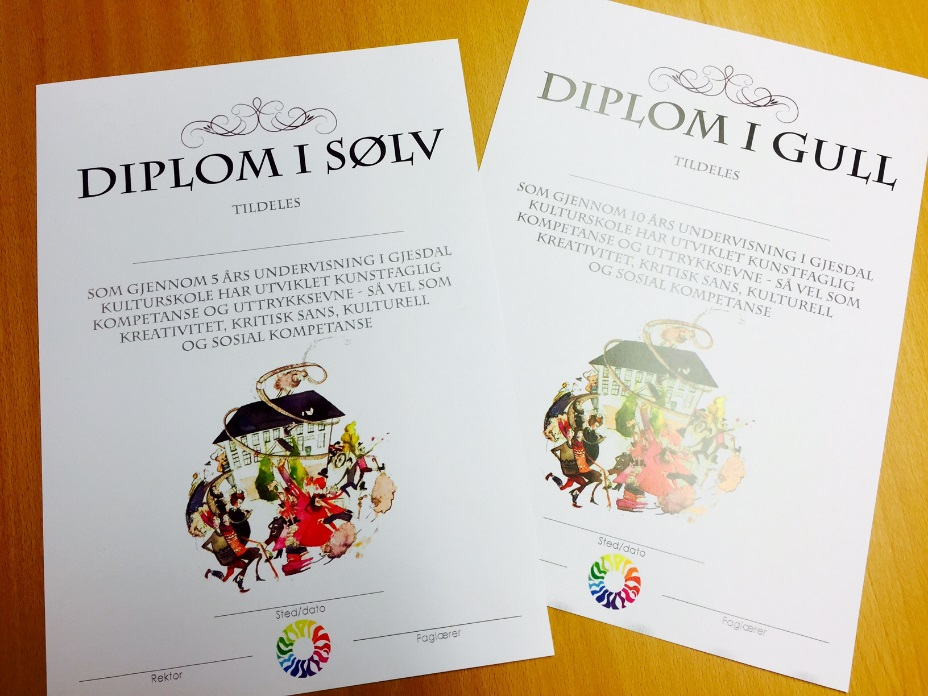 DIPLOM I SØLV
TILDELES
SOM GJENNOM 5 ÅRS UNDERVISNING I GJESDAL
KULTURSKOLE HAR UTVIKLET KUNSTFAGLIG
KOMPETANSE OG UTTRYKKSEVNE - SÅ VEL SOM
KREATIVITET, KRITISK SANS, KULTURELL
OG SOSIAL KOMPETANSE
Sted/dato
Rektor
Faglærer
DIPLOM I GULL
TILDELES
SOM GJENNOM 10 ÅRS UNDERVISNING I GJESDAL
KULTURSKOLE HAR UTVIKLET KUNSTFAGLIG
KOMPETANSE OG UTTRYKKSEVNE - SÅ VEL SOM
KREATIVITET, KRITISK SANS, KULTURELL
OG SOSIAL KOMPETANSE
Sted/dato
Faglærer